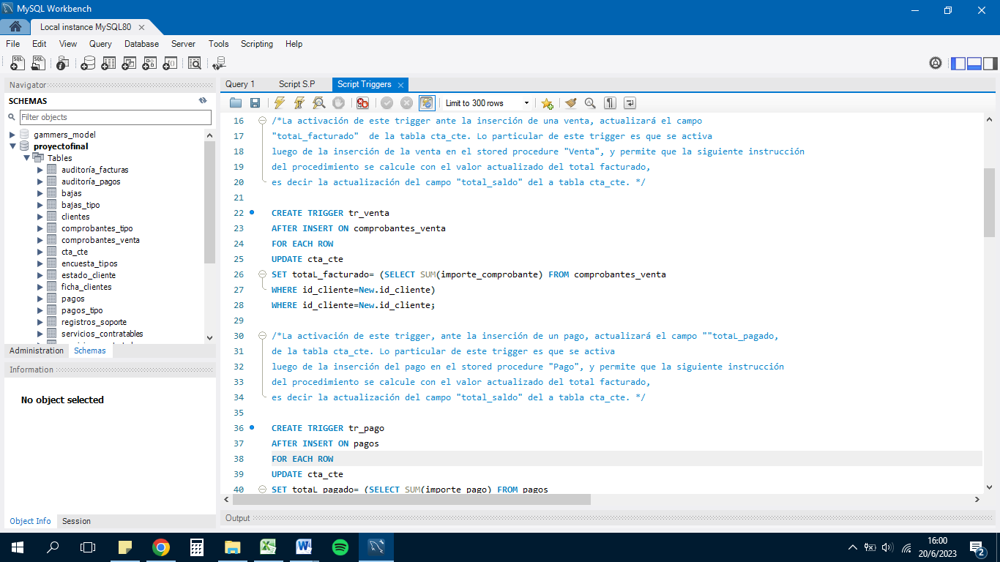 MySQL Workbench
Local instance MySQL80
File Edit View Query Database Server Tools Scripting Help
Navigator
SCHEMAS
Filter objects
gammers_model
proyectofinal
Tables
auditoría_facturas
auditoría_pagos
bajas
bajas_tipo
clientes
comprobantes_tipo
comprobantes_venta
cta_cte
encuesta_tipos
estado_cliente
ficha_clientes
pagos
pagos_tipo
registros_soporte
servicios_contratables
Administration Schemas
Information
No object selected
Object Info Session
Query 1 Script S.P Script Triggers
Limit to 300 rows
16 /*La activación de este trigger ante la inserción de una venta, actualizará el campo
17 "totaL_facturado"  de la tabla cta_cte. Lo particular de este trigger es que se activa
18 luego de la inserción de la venta en el stored procedure "Venta", y permite que la siguiente instrucción
19 del procedimiento se calcule con el valor actualizado del total facturado,
20 es decir la actualización del campo "total_saldo" del a tabla cta_cte. */
21
22 CREATE TRIGGER tr_venta
23 AFTER INSERT ON comprobantes_venta
24 FOR EACH ROW
25 UPDATE cta_cte
26 SET totaL_facturado= (SELECT SUM(importe_comprobante) FROM comprobantes_venta
27 WHERE id_cliente=New.id_cliente)
28 WHERE id_cliente=New.id_cliente;
29
30 /*La activación de este trigger, ante la inserción de un pago, actualizará el campo ""totaL_pagado,
31 de la tabla cta_cte. Lo particular de este trigger es que se activa
32 luego de la inserción del pago en el stored procedure "Pago", y permite que la siguiente instrucción
33 del procedimiento se calcule con el valor actualizado del total facturado,
34 es decir la actualización del campo "total_saldo" del a tabla cta_cte. */
35
36 CREATE TRIGGER tr_pago
37 AFTER INSERT ON pagos
38 FOR EACH ROW
39 UPDATE cta_cte
40 SET totaL_pagado= (SELECT SUM(importe_pago) FROM pagos
Output
16:00
20/6/2023
2